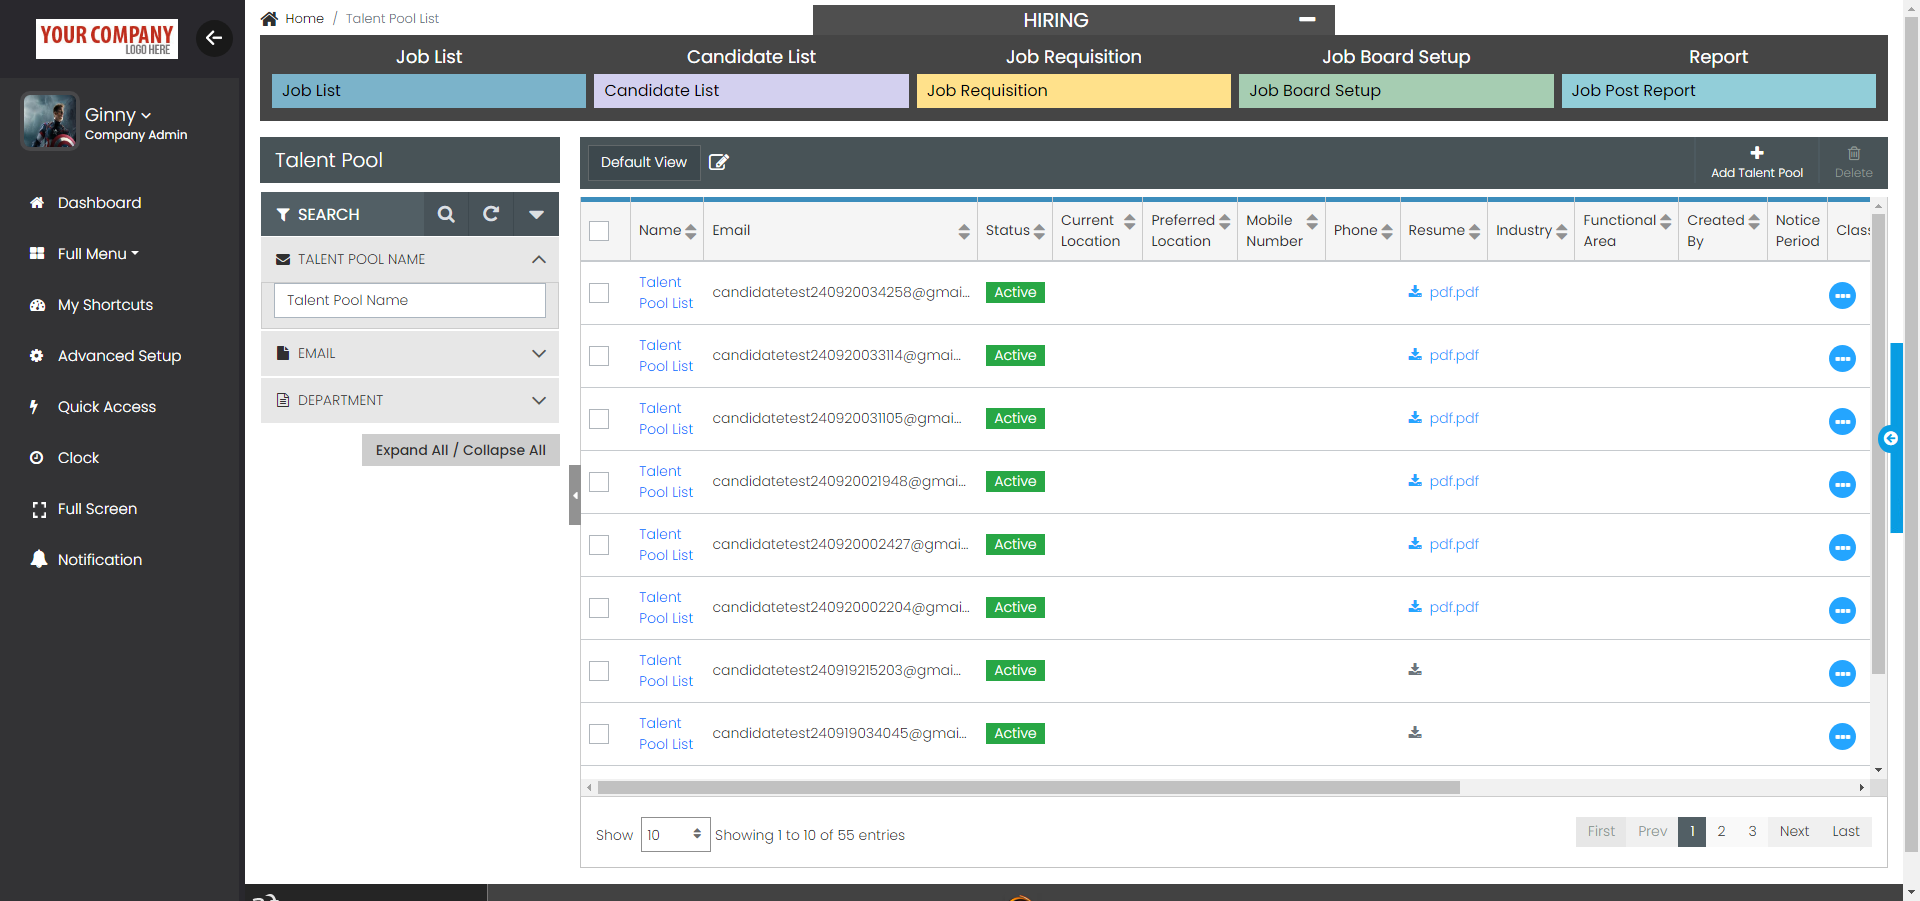 YOUR COMPANY
LOGO HERE
Ginny
Company Admin
Dashboard
Full Menu
My Shortcuts
Advanced Setup
Quick Access
Clock
Full Screen
Notification
Home / Talent Pool List
HIRING
Job List
Candidate List
Job Requisition
Job Board Setup
Report
Job List
Candidate List
Job Requisition
Job Board Setup
Job Post Report
Talent Pool
SEARCH
TALENT POOL NAME
Talent Pool Name
EMAIL
DEPARTMENT
Expand All / Collapse All
Default View
Add Talent Pool
Delete
Name
Email
Status
Current
Location
Preferred
Location
Mobile
Number
Phone
Resume
Industry
Functional
Area
Created
By
Notice
Period
Clas
Talent
Pool List
candidatetest240920034258@gmai...
Active
pdf.pdf
Talent
Pool List
candidatetest240920033114@gmai...
Active
pdf.pdf
Talent
Pool List
candidatetest240920031105@gmai...
Active
pdf.pdf
Talent
Pool List
candidatetest240920021948@gmai...
Active
pdf.pdf
Talent
Pool List
candidatetest240920002427@gmai...
Active
pdf.pdf
Talent
Pool List
candidatetest240920002204@gmai...
Active
pdf.pdf
Talent
Pool List
candidatetest240919215203@gmai...
Active
Talent
Pool List
candidatetest240919034045@gmai...
Active
Show 10 Showing 1 to 10 of 55 entries
First Prev 1 2 3 Next Last